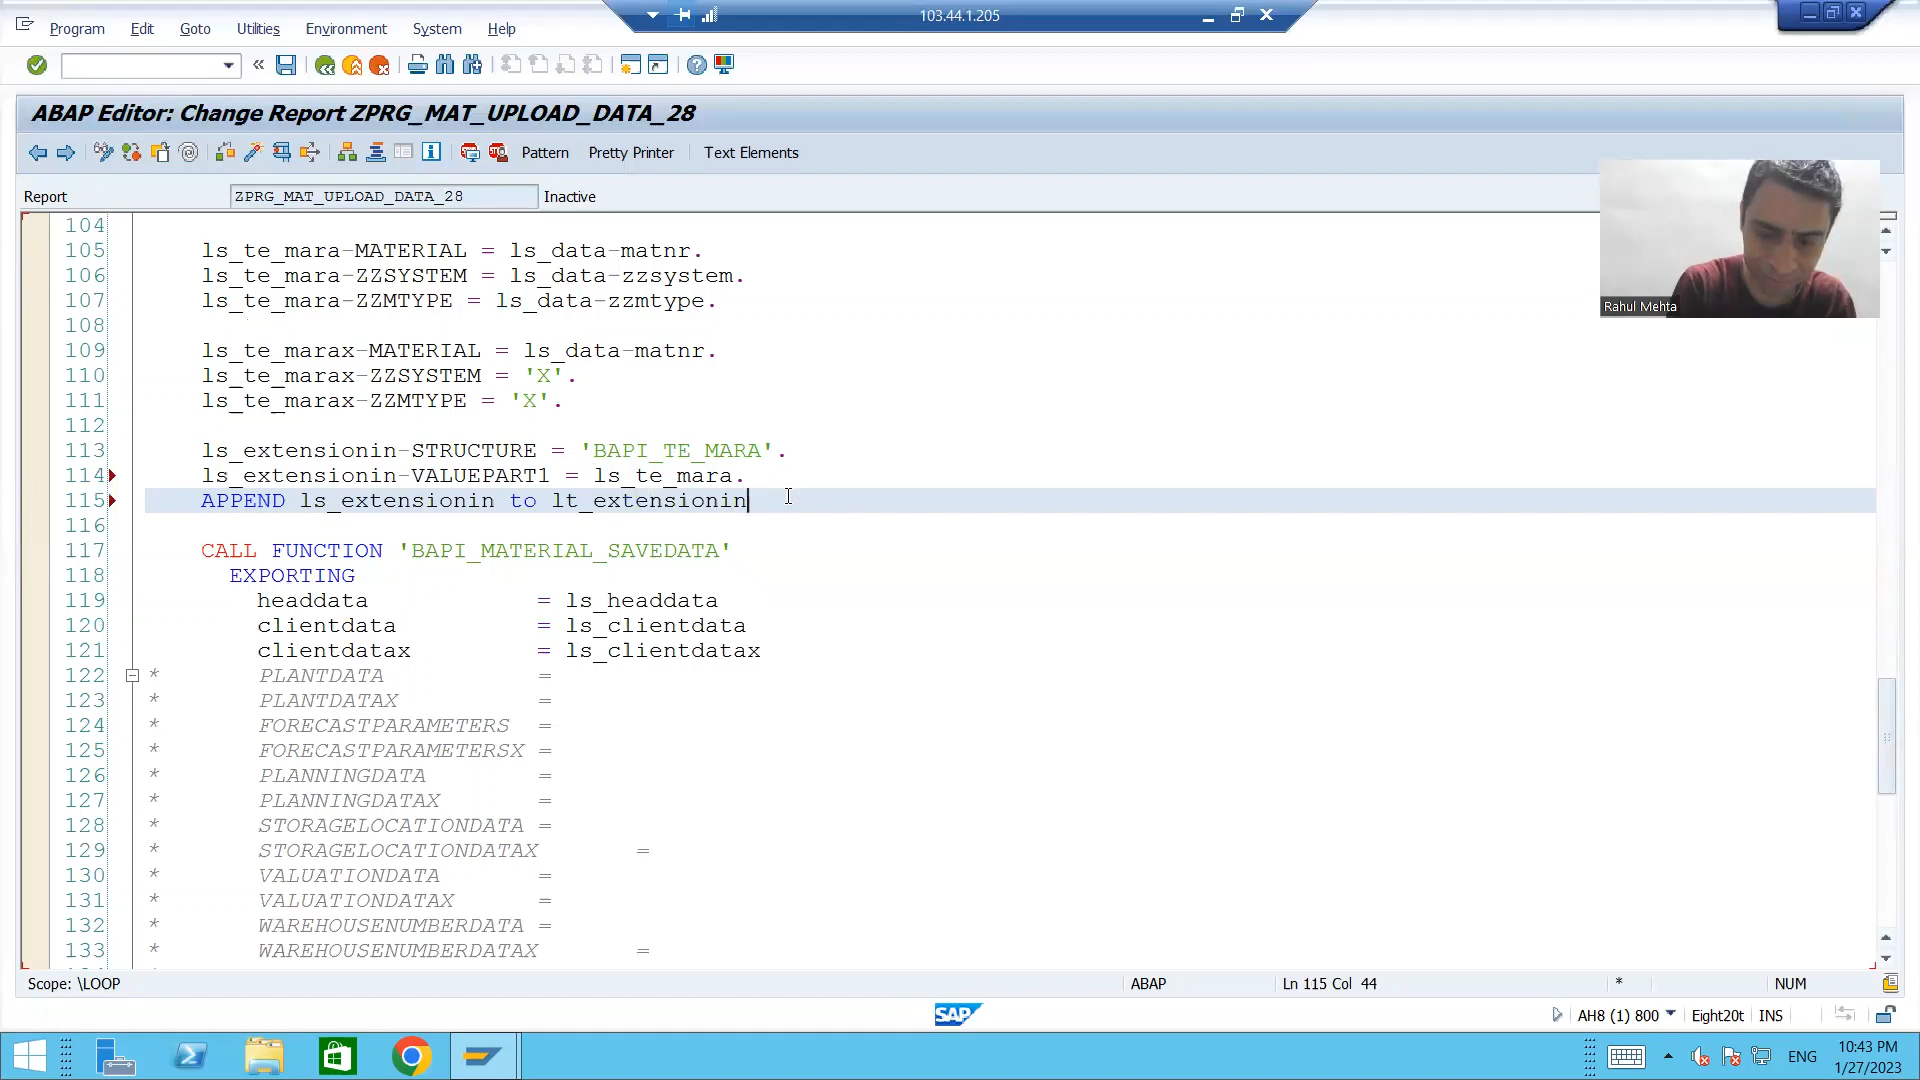 103.44.1.205
Program Edit Goto Utilities Environment System Help
ABAP Editor: Change Report ZPRG_MAT_UPLOAD_DATA_28
Pattern Pretty Printer Text Elements
Report ZPRG_MAT_UPLOAD_DATA_28 Inactive
Rahul Mehta
104
105 ls_te_mara-MATERIAL = ls_data-matnr.
106 ls_te_mara-ZZSYSTEM = ls_data-zzsystem.
107 ls_te_mara-ZZMTYPE = ls_data-zzmtype.
108
109 ls_te_marax-MATERIAL = ls_data-matnr.
110 ls_te_marax-ZZSYSTEM = 'X'.
111 ls_te_marax-ZZMTYPE = 'X'.
112
113 ls_extensionin-STRUCTURE = 'BAPI_TE_MARA'.
114 ls_extensionin-VALUEPART1 = ls_te_mara.
115 APPEND ls_extensionin to lt_extensionin
116
117 CALL FUNCTION 'BAPI_MATERIAL_SAVEDATA'
118 EXPORTING
119 headdata = ls_headdata
120 clientdata = ls_clientdata
121 clientdatax = ls_clientdatax
122 * PLANTDATA =
123 * PLANTDATAX =
124 * FORECASTPARAMETERS =
125 * FORECASTPARAMETERSX =
126 * PLANNINGDATA =
127 * PLANNINGDATAX =
128 * STORAGELOCATIONDATA =
129 * STORAGELOCATIONDATAX =
130 * VALUATIONDATA =
131 * VALUATIONDATAX =
132 * WAREHOUSENUMBERDATA =
133 * WAREHOUSENUMBERDATAX =
Scope: \LOOP ABAP Ln 115 Col 44 * NUM
SAP
AH8 (1) 800 Eight20t INS
ENG
10:43 PM
1/27/2023